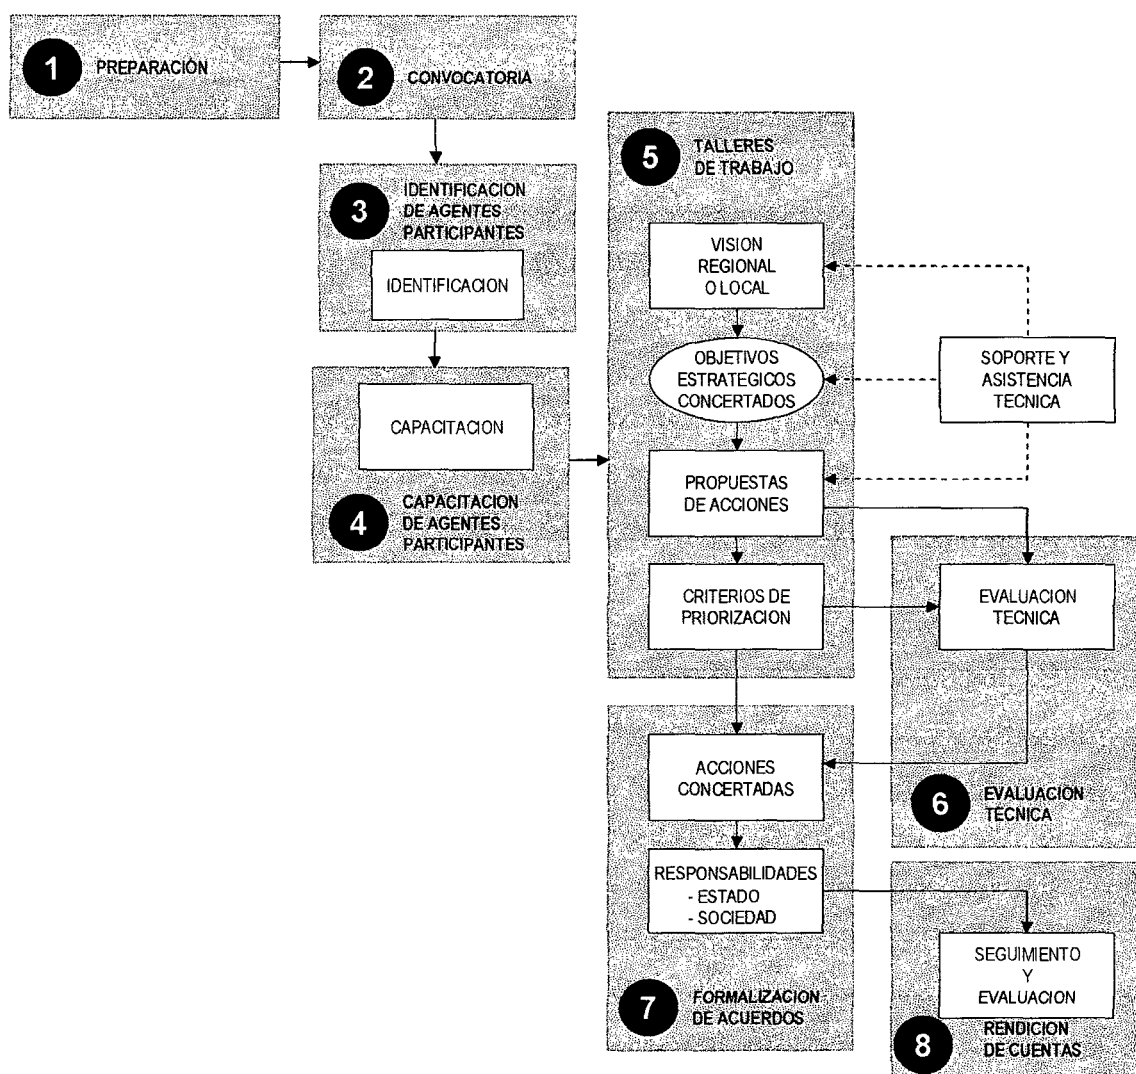 1
PREPARACIÓN
2
CONVOCATORIA
3
IDENTIFICACION
DE AGENTES
PARTICIPANTES
IDENTIFICACION
CAPACITACION
4
CAPACITACION
DE AGENTES
PARTICIPANTES
5
TALLERES
DE TRABAJO
VISION
REGIONAL
O LOCAL
OBJETIVOS
ESTRATEGICOS
CONCERTADOS
SOPORTE Y
ASISTENCIA
TECNICA
PROPUESTAS
DE ACCIONES
CRITERIOS DE
PRIORIZACION
EVALUACION
TECNICA
6
EVALUACION
TECNICA
ACCIONES
CONCERTADAS
RESPONSABILIDADES
- ESTADO
- SOCIEDAD
7
FORMALIZACION
DE ACUERDOS
SEGUIMIENTO
Y
EVALUACION
8
RENDICION
DE CUENTAS